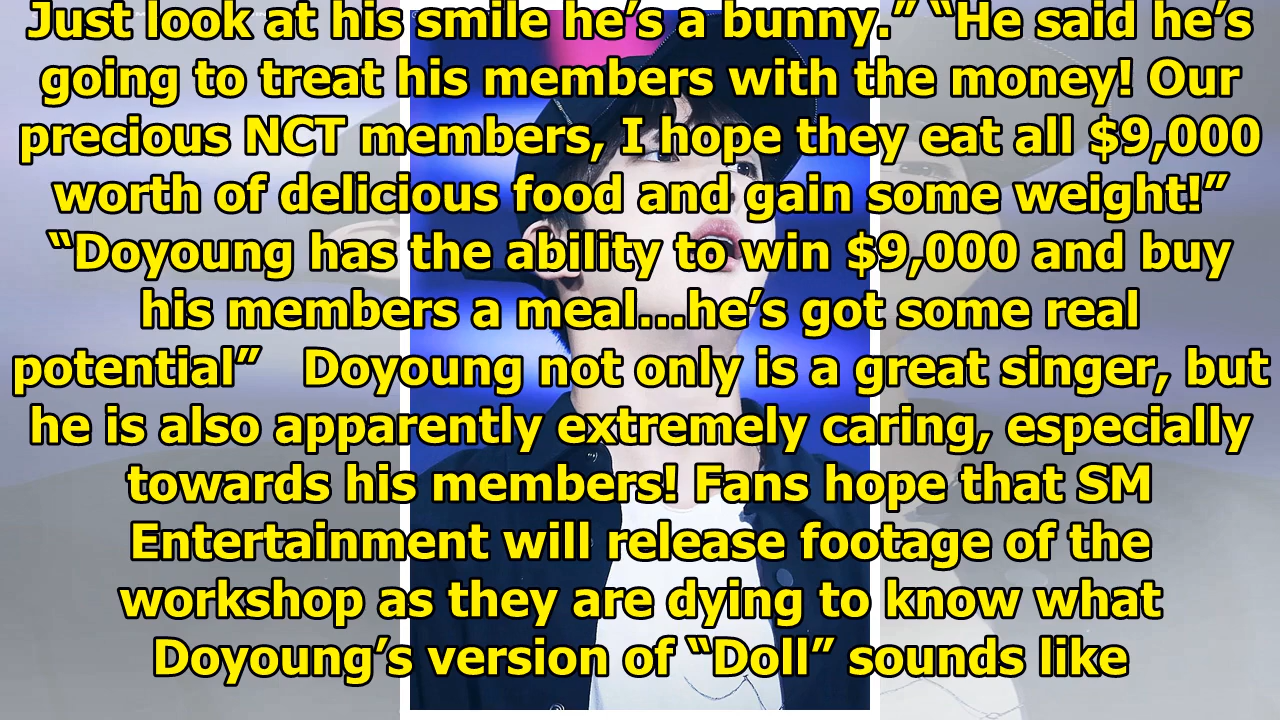 Just look at his smile he’s a bunny.” “He said he’s
going to treat his members with the money! Our
precious NCT members, I hope they eat all $9,000
worth of delicious food and gain some weight!”
“Doyoung has the ability to win $9,000 and buy
his members a meal…he’s got some real
potential”   Doyoung not only is a great singer, but
he is also apparently extremely caring, especially
towards his members! Fans hope that SM
Entertainment will release footage of the
workshop as they are dying to know what
Doyoung’s version of “Doll” sounds like